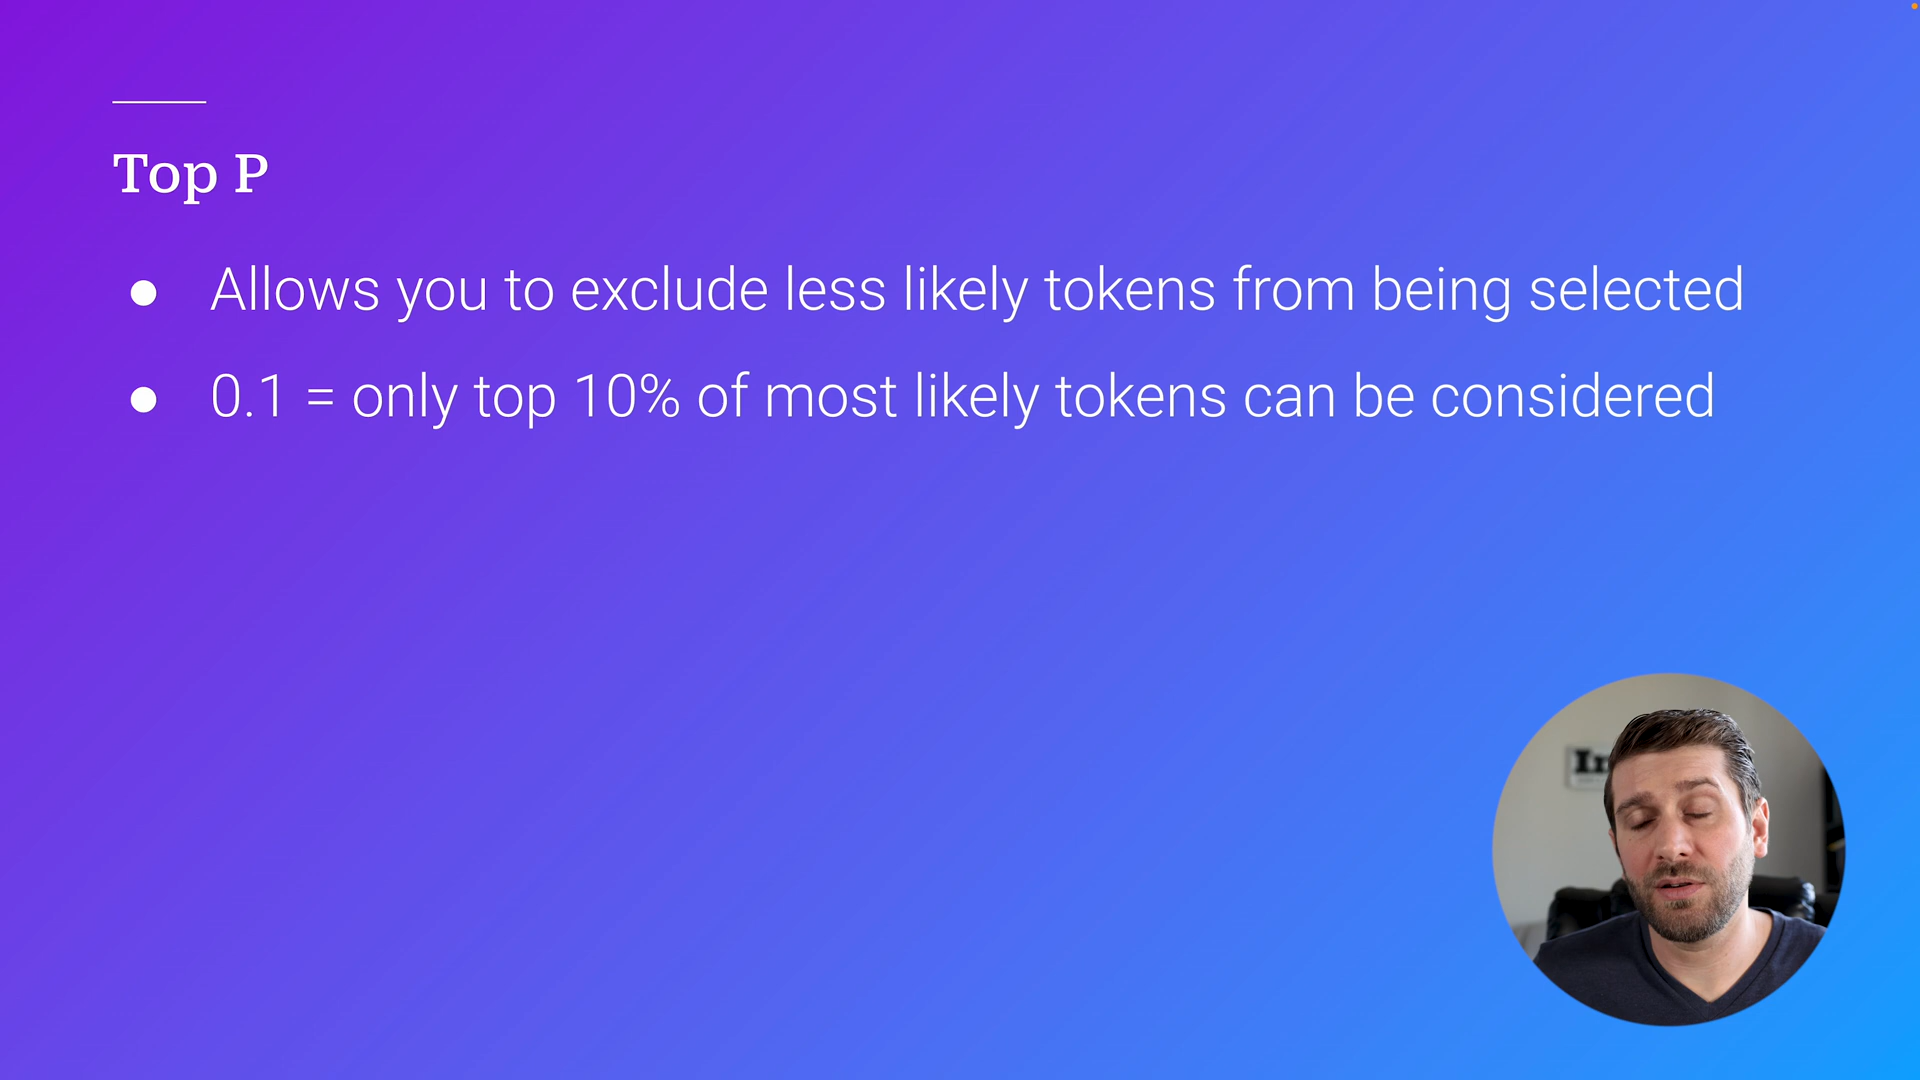 Top P
● Allows you to exclude less likely tokens from being selected
● 0.1 = only top 10% of most likely tokens can be considered
In